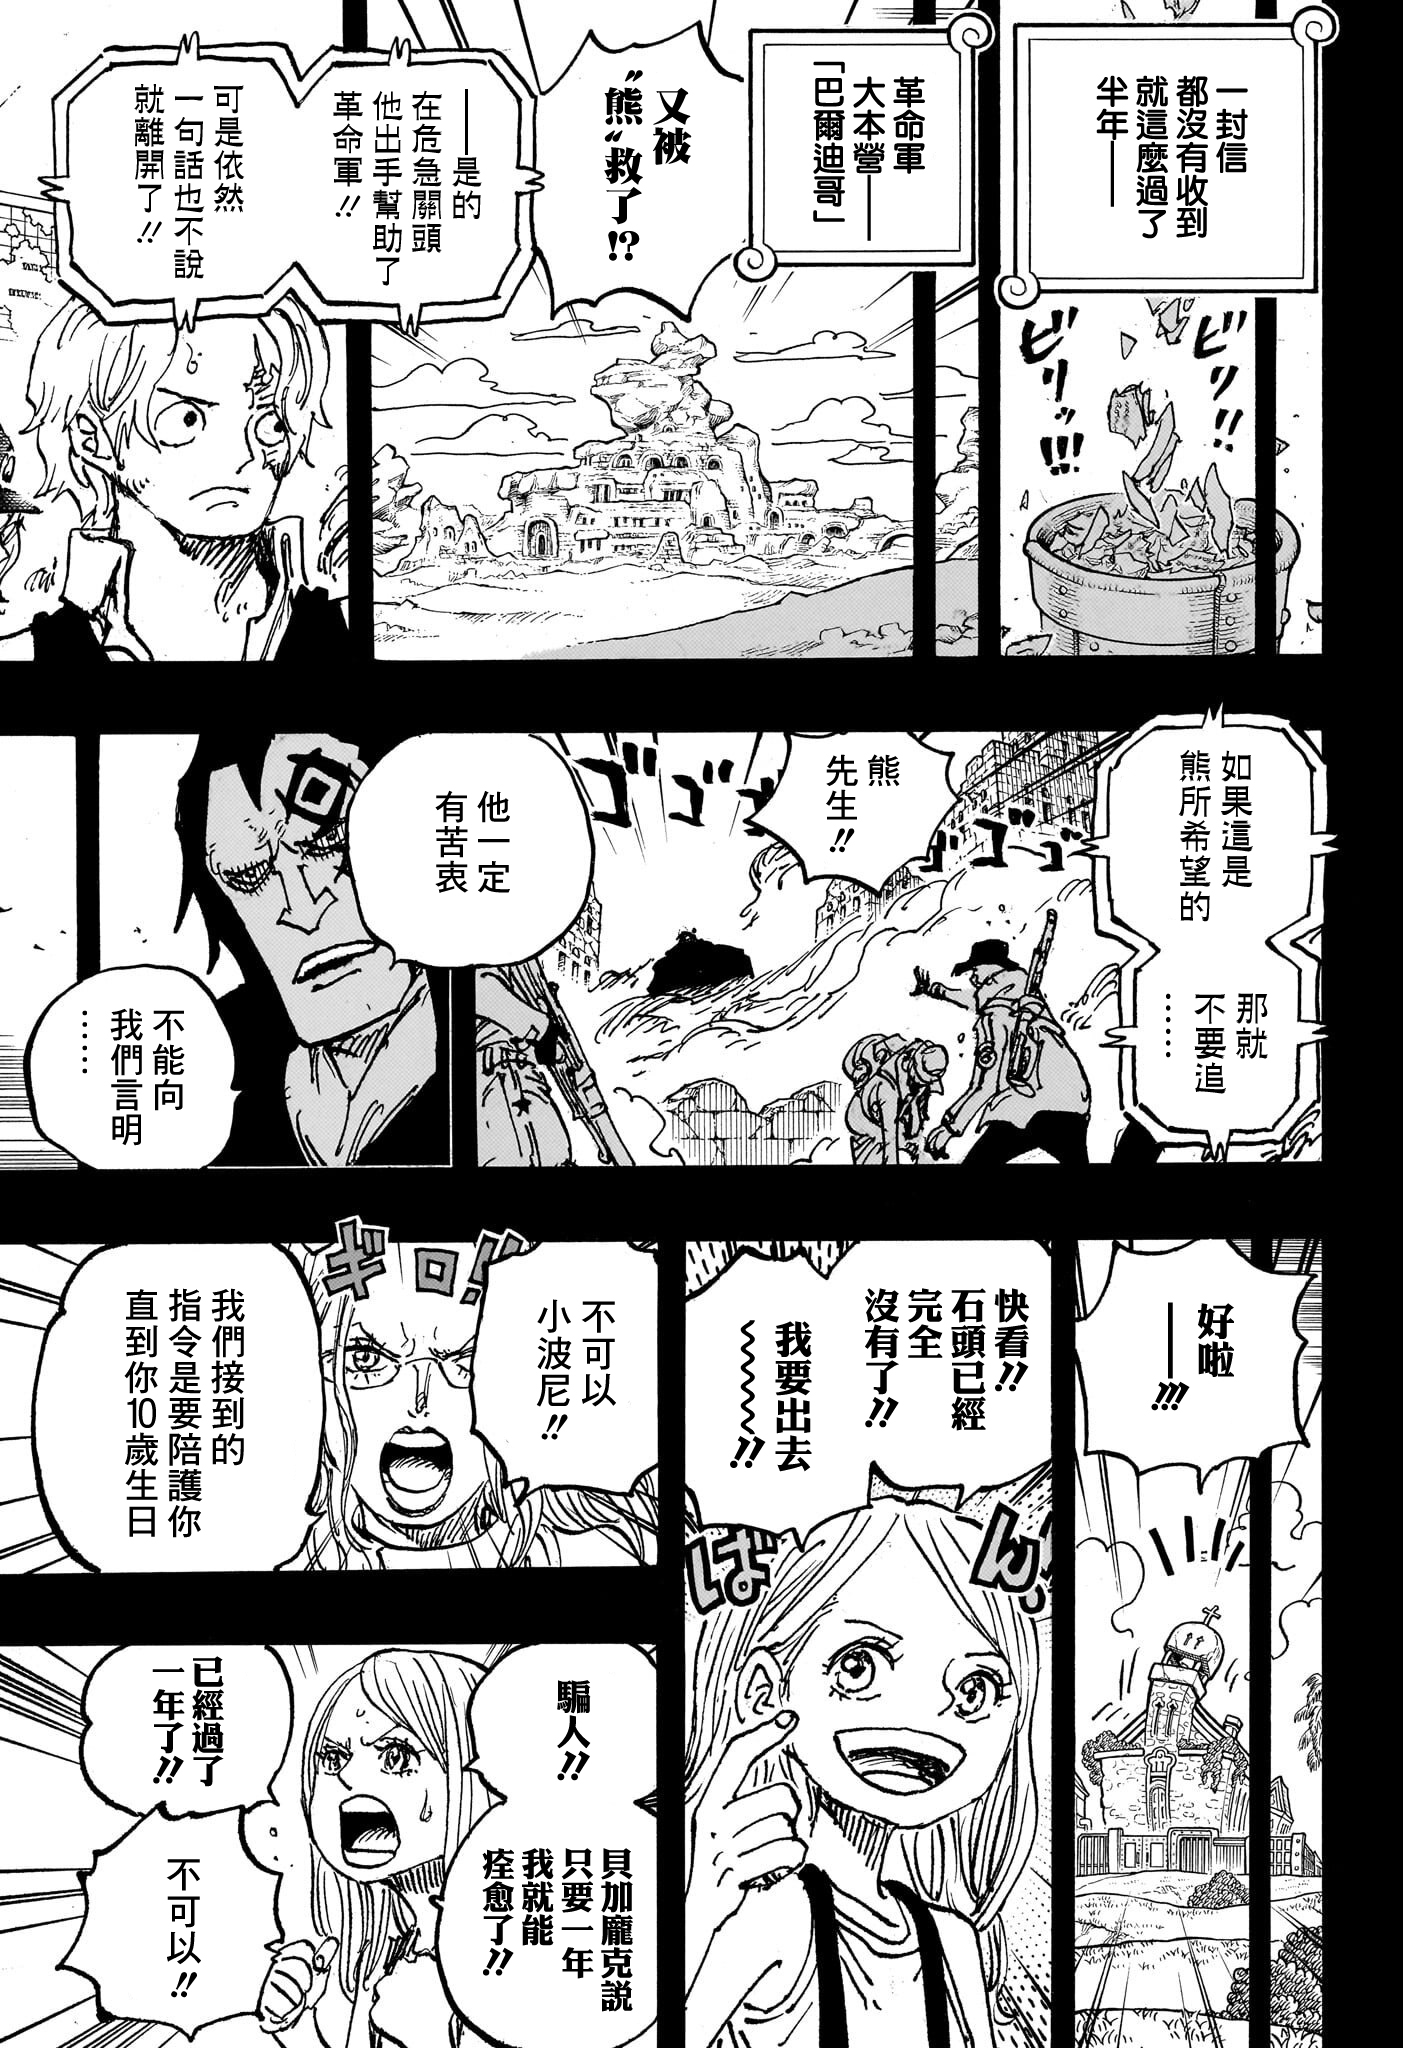 一封信
都沒有收到
就這麼過了
半年——
ビリ!!
ビリッ!!!
革命軍
大本營——
「巴爾迪哥」
又被
“熊”救了!?
——是的
在危急關頭
他出手幫助了
革命軍!!
可是依然
一句話也不說
就離開了!!
如果這是
熊所希望的
那就
不要追
……
熊
先生!!
ゴゴゴ
ゴゴゴ
他一定
有苦衷
不能向
我們言明
……
好啦
——!!!
快看!!
石頭已經
完全
沒有了!!
我要出去
~~~~!!
ばん!!
不可以
小波尼!!
ギロ!!
我們接到的
指令是要陪護你
直到你10歲生日
騙人!!
貝加龐克說
只要一年
我就能
痊愈了!!
已經過了
一年了!!
不可以!!